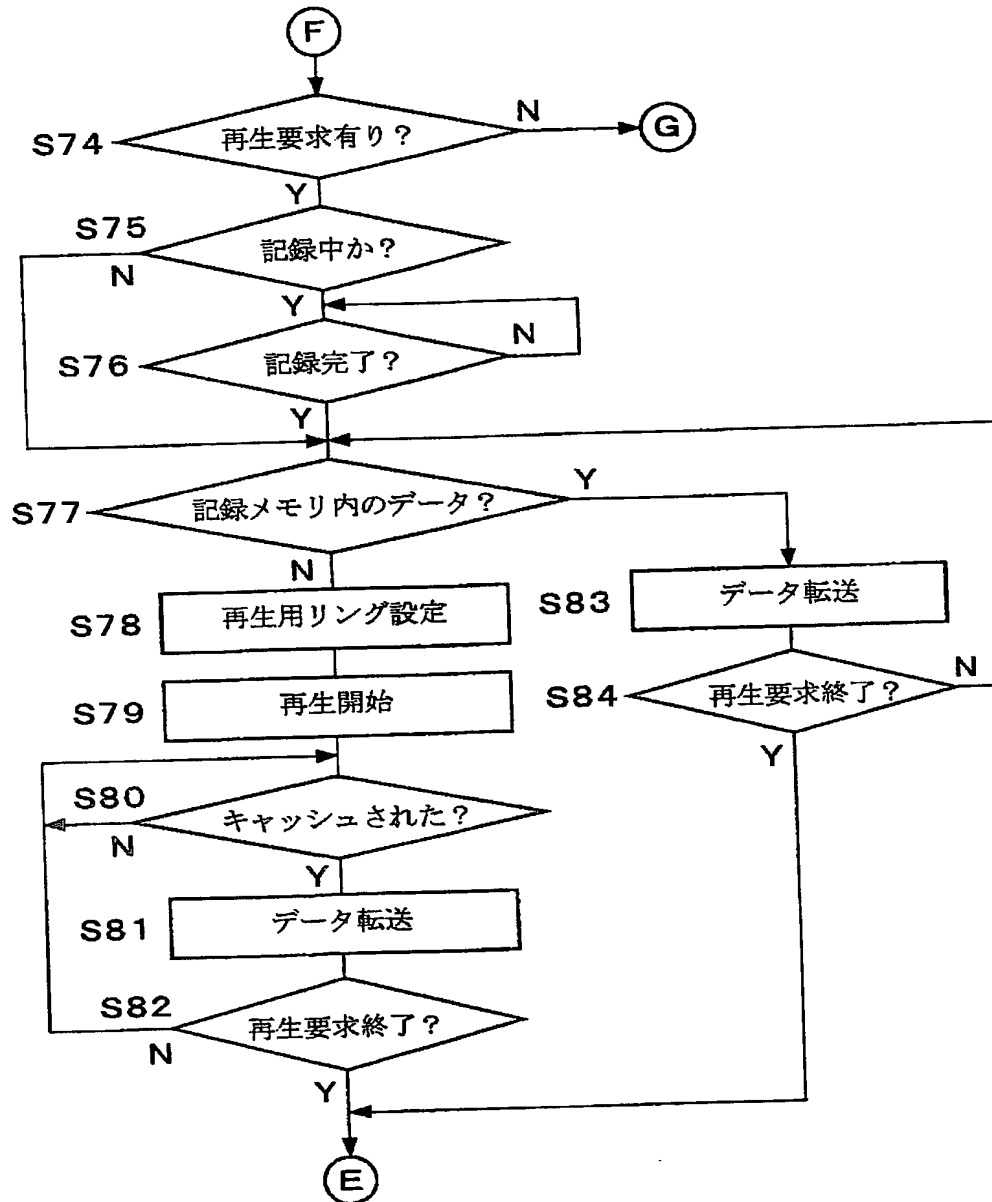 F
S74
再生要求有り?
N
G
Y
S75
記録中か?
N
Y
S76
記録完了?
N
Y
S77
記録メモリ内のデータ?
Y
N
S78
再生用リング設定
S83
データ転送
S79
再生開始
S84
再生要求終了?
N
Y
S80
キャッシュされた?
N
Y
S81
データ転送
S82
再生要求終了?
N
Y
E